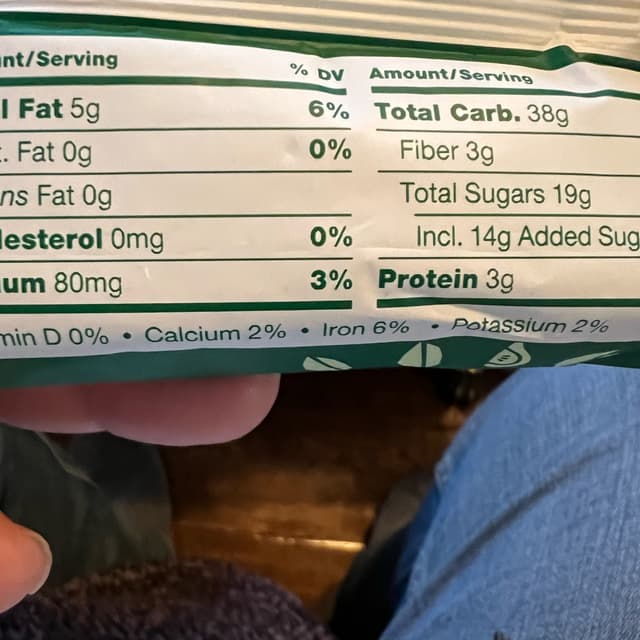 nt/Serving
% DV
l Fat 5g 6%
. Fat 0g 0%
ns Fat 0g
lesterol 0mg 0%
um 80mg 3%
Amount/Serving
Total Carb. 38g
Fiber 3g
Total Sugars 19g
Incl. 14g Added Sug
Protein 3g
min D 0% • Calcium 2% • Iron 6% • Potassium 2%